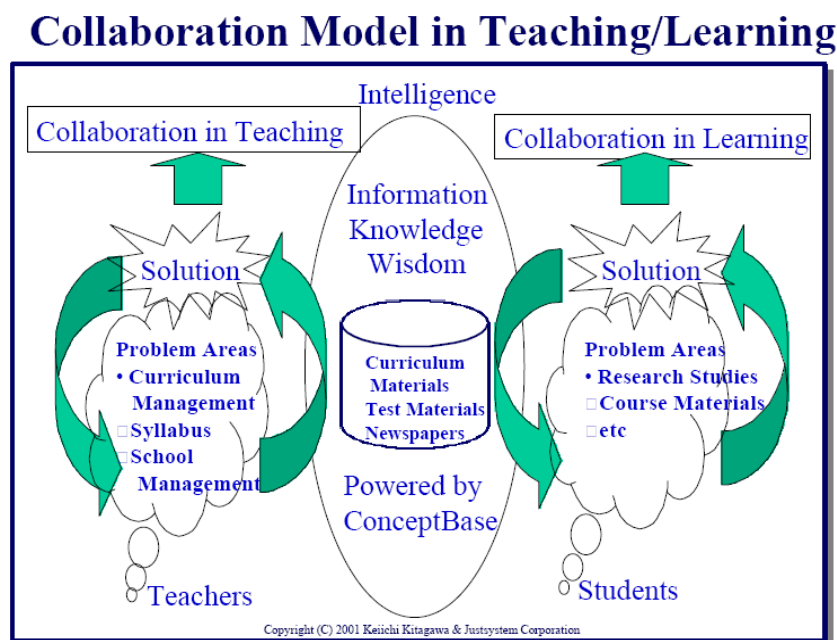 Collaboration Model in Teaching/Learning
Intelligence
Collaboration in Teaching
Collaboration in Learning
Information
Knowledge
Wisdom
Solution
Problem Areas
• Curriculum
Management
□Syllabus
□School
Management
Teachers
Curriculum
Materials
Test Materials
Newspapers
Powered by
ConceptBase
Solution
Problem Areas
• Research Studies
□Course Materials
□etc
Students
Copyright (C) 2001 Keiichi Kitagawa & Justsystem Corporation